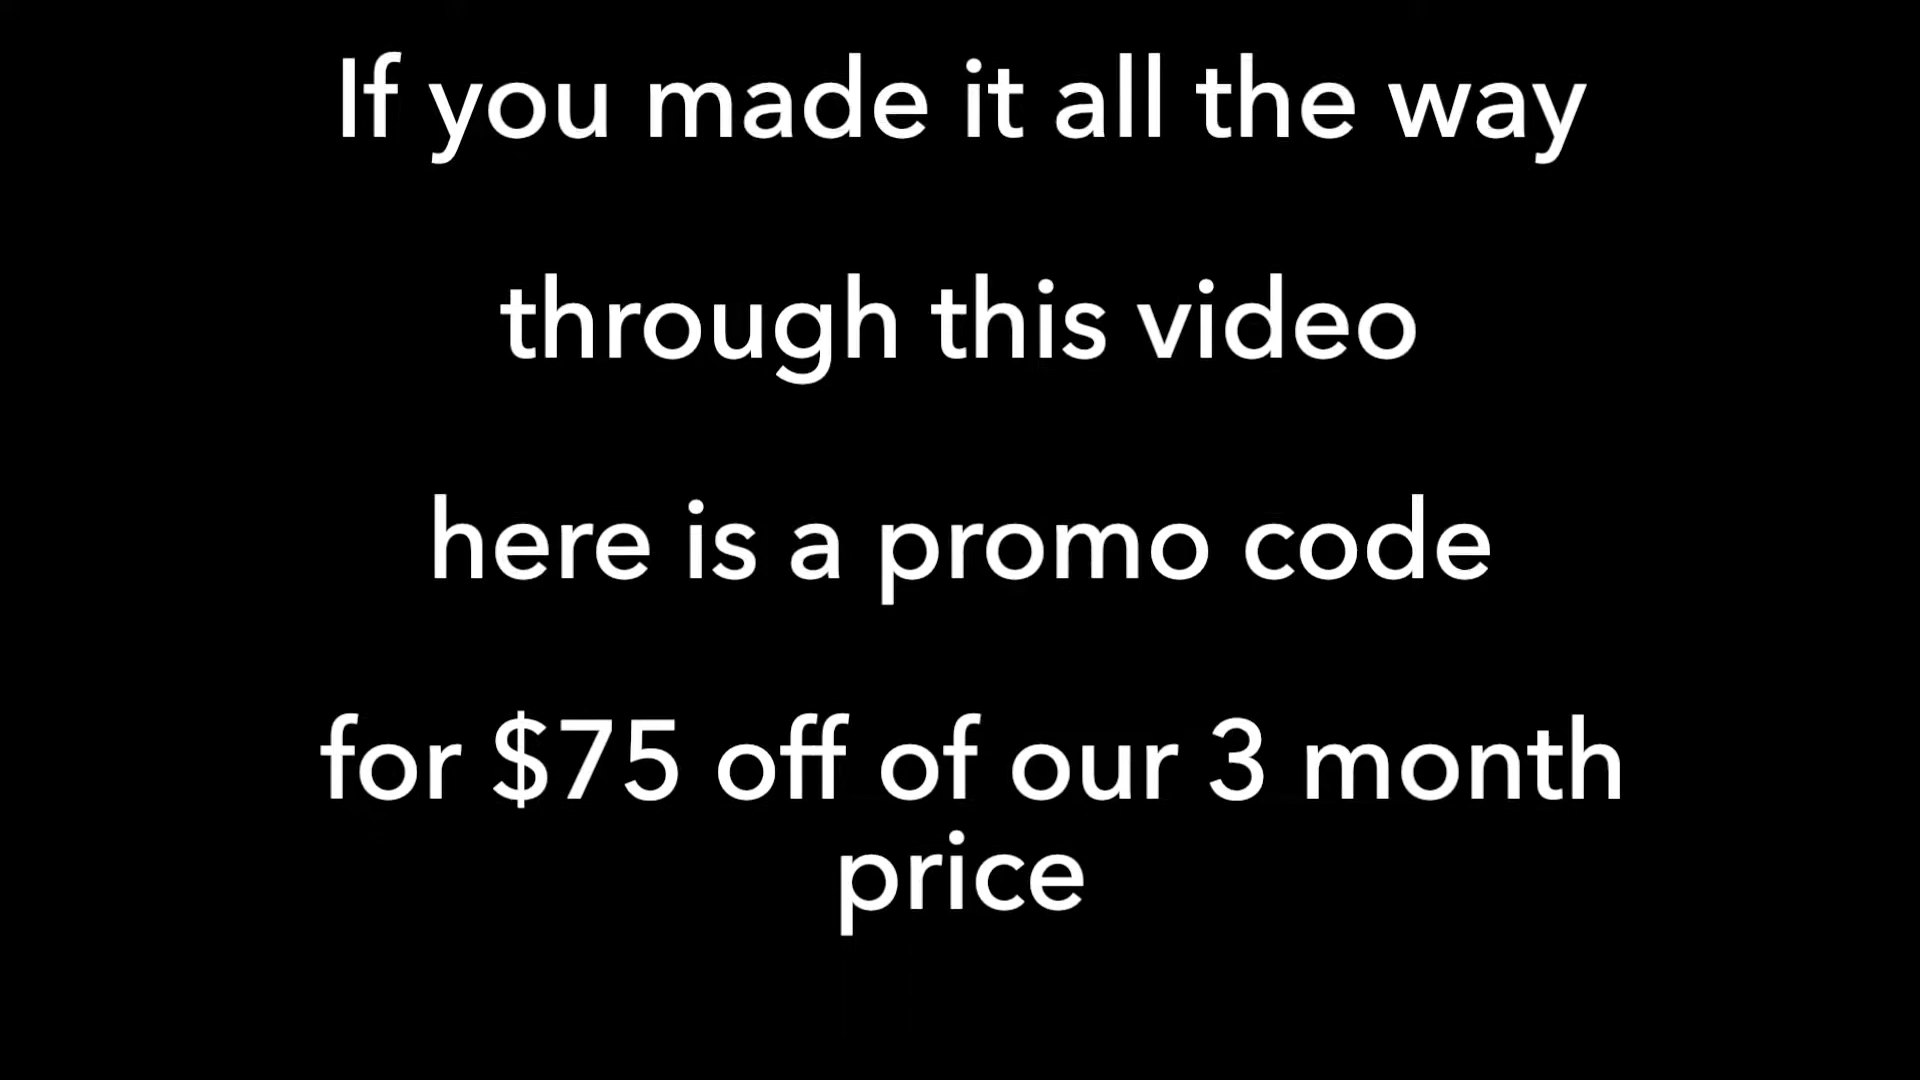 If you made it all the way
through this video
here is a promo code
for $75 off of our 3 month
price